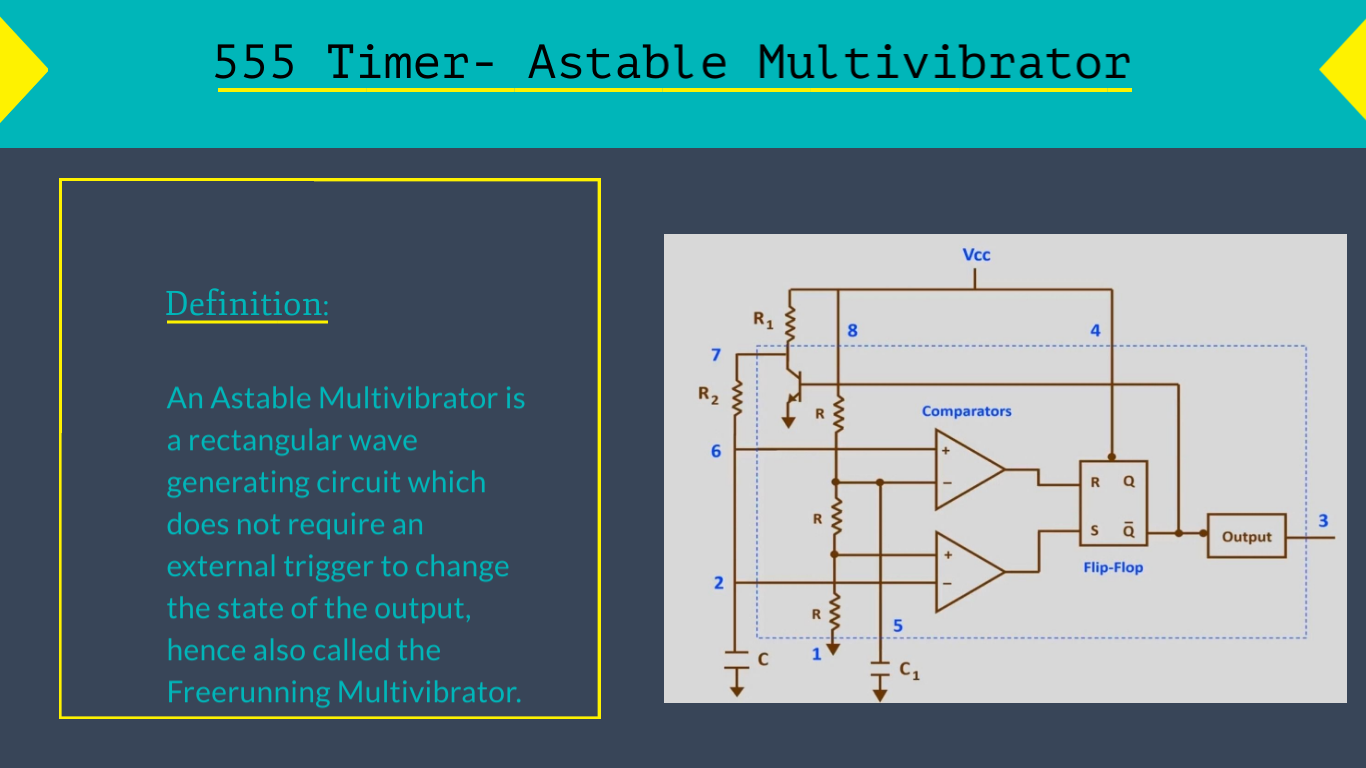 555 Timer- Astable Multivibrator
Definition:
An Astable Multivibrator is
a rectangular wave
generating circuit which
does not require an
external trigger to change
the state of the output,
hence also called the
Freerunning Multivibrator.
Vcc
R1
8
4
7
R2
R
Comparators
6
+
−
R
Q
R
+
−
S
Q̅
Output
3
Flip-Flop
2
R
5
1
C
C1